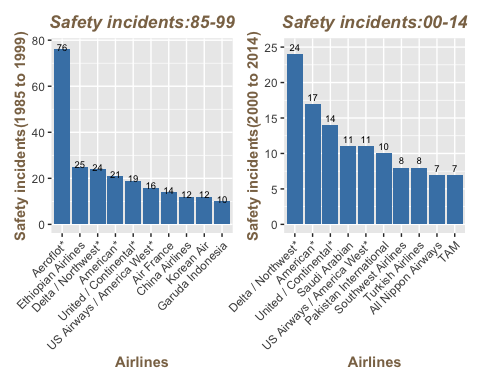 Safety incidents:85-99
Safety incidents(1985 to 1999)
80
60
40
20
0
76
25
24
21
19
16
14
12
12
10
Aeroflot*
Ethiopian Airlines
Delta / Northwest*
American*
United / Continental*
US Airways / America West*
Air France
China Airlines
Korean Air
Garuda Indonesia
Airlines
Safety incidents:00-14
Safety incidents(2000 to 2014)
25
20
15
10
5
0
24
17
14
11
11
10
8
8
7
7
Delta / Northwest*
American*
United / Continental*
Saudi Arabian
US Airways / America West*
Pakistan International
Southwest Airlines
Turkish Airlines
All Nippon Airways
TAM
Airlines